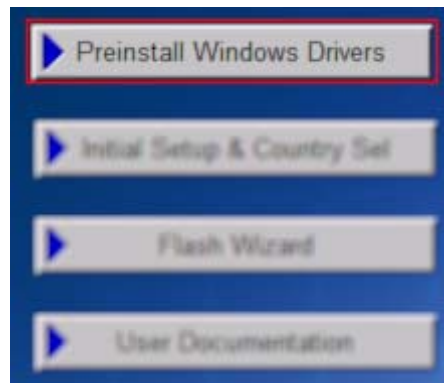 Preinstall Windows Drivers
Initial Setup & Country Sel
Flash Wizard
User Documentation